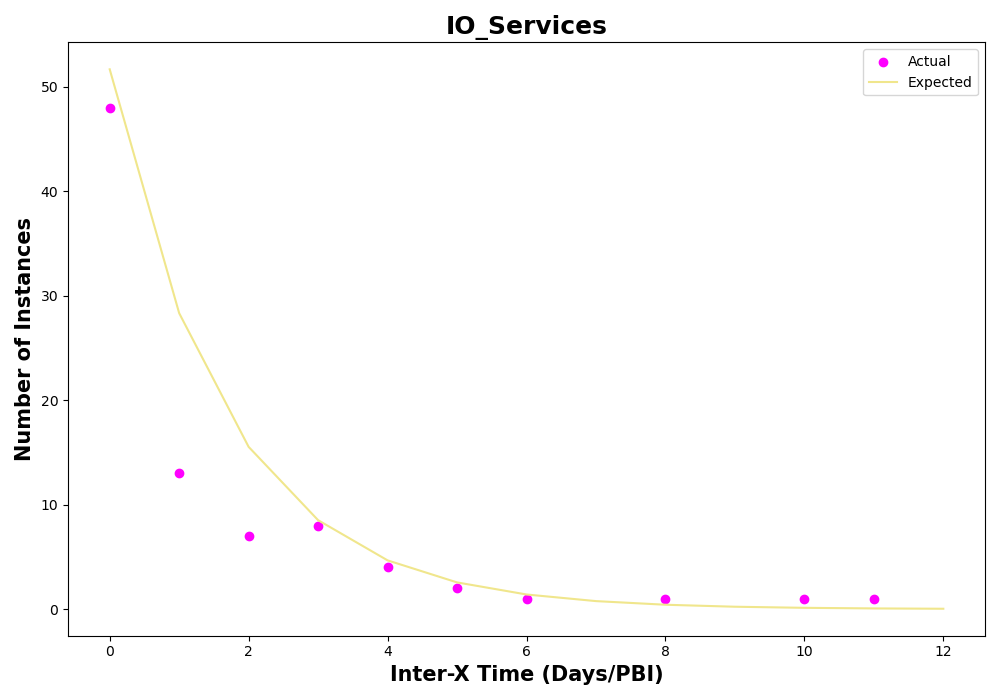 IO_Services
Actual
Expected
Number of Instances
50
40
30
20
10
0
0 2 4 6 8 10 12
Inter-X Time (Days/PBI)